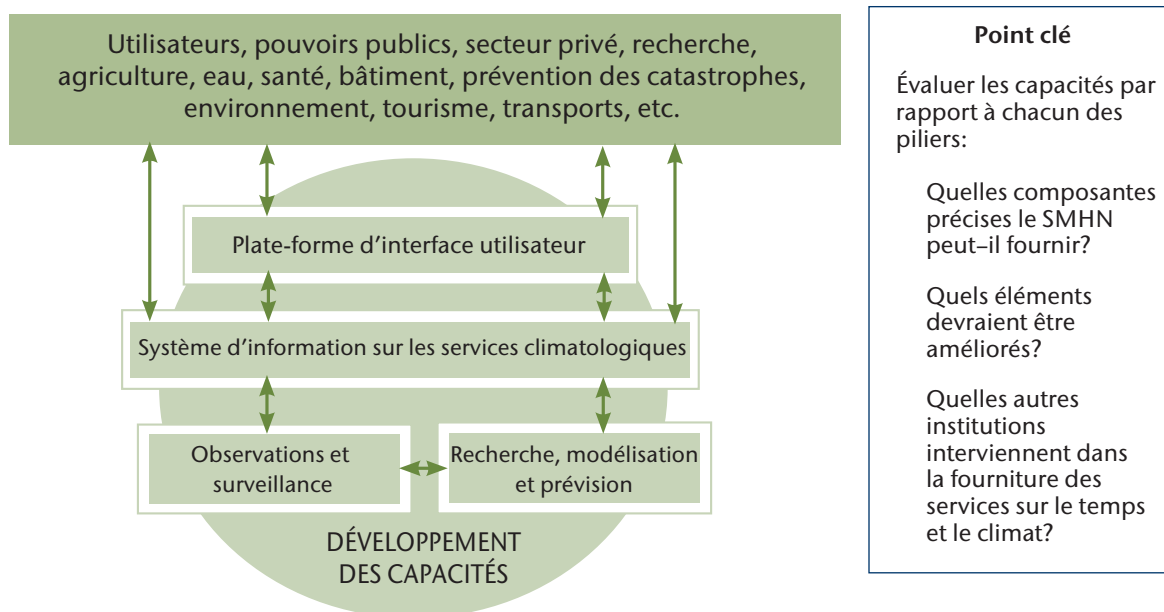 Utilisateurs, pouvoirs publics, secteur privé, recherche,
agriculture, eau, santé, bâtiment, prévention des catastrophes,
environnement, tourisme, transports, etc.
Plate-forme d’interface utilisateur
Système d’information sur les services climatologiques
Observations et
surveillance
Recherche, modélisation
et prévision
DÉVELOPPEMENT
DES CAPACITÉS
Point clé
Évaluer les capacités par
rapport à chacun des
piliers:
Quelles composantes
précises le SMHN
peut–il fournir?
Quels éléments
devraient être
améliorés?
Quelles autres
institutions
interviennent dans
la fourniture des
services sur le temps
et le climat?